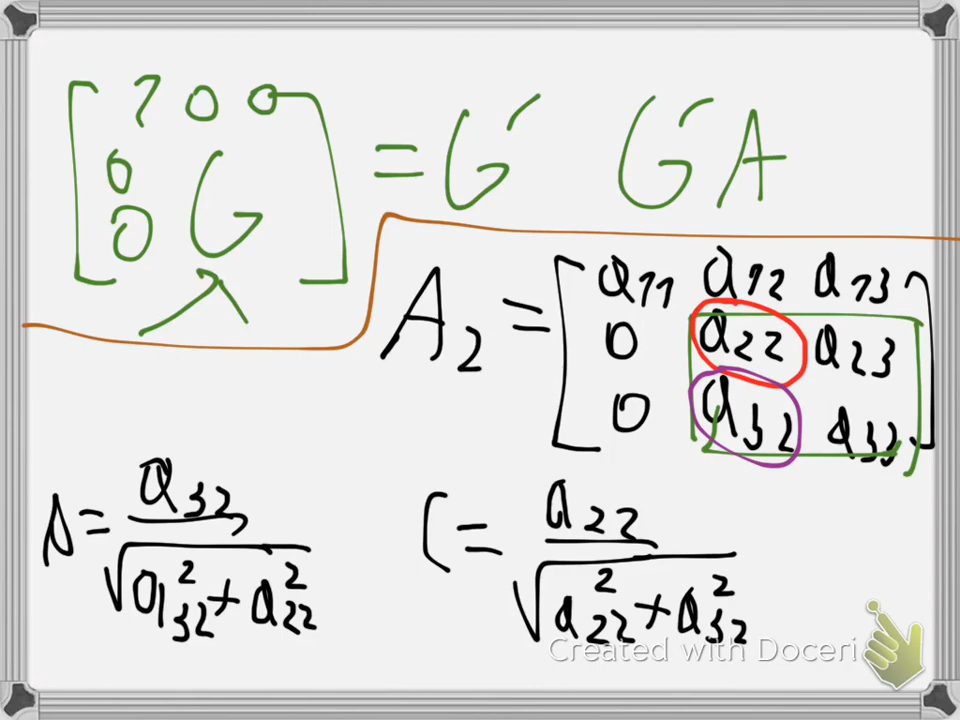 [ 1 0 0
0 G
0 ] = G' G'A
A₂ = [ a₁₁ a₁₂ a₁₃
0 a₂₂ a₂₃
0 a₃₂ a₃₃ ]
s = a₃₂ / √(a₃₂² + a₂₂²) c = a₂₂ / √(a₂₂² + a₃₂²)
Created with Doceri